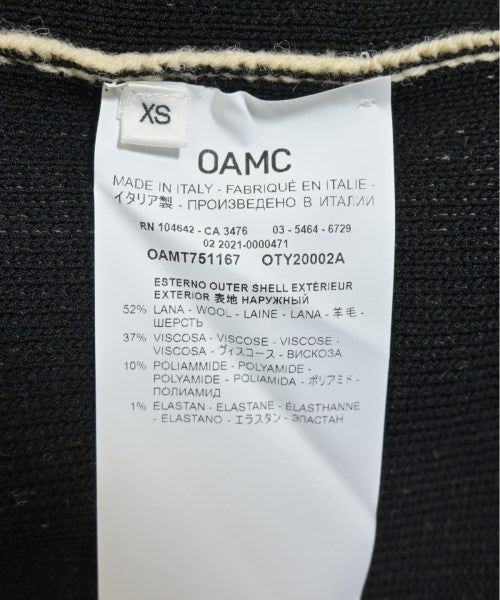 XS
OAMC
MADE IN ITALY - FABRIQUÉ EN ITALIE -
イタリア製 - ПРОИЗВЕДЕНО В ИТАЛИИ
RN 104642 - CA 3476 03 - 5464 - 6729
02 2021-0000471
OAMT751167 OTY20002A
ESTERNO OUTER SHELL EXTÉRIEUR
EXTERIOR 表地 НАРУЖНЫЙ
52% LANA - WOOL - LAINE - LANA - 羊毛 -
ШЕРСТЬ
37% VISCOSA - VISCOSE - VISCOSE -
VISCOSA - ヴィスコース - ВИСКОЗА
10% POLIAMMIDE - POLYAMIDE -
POLYAMIDE - POLIAMIDA - ポリアミド -
ПОЛИАМИД
1% ELASTAN - ELASTANE - ÉLASTHANNE
- ELASTANO - エラスタン - ЭЛАСТАН